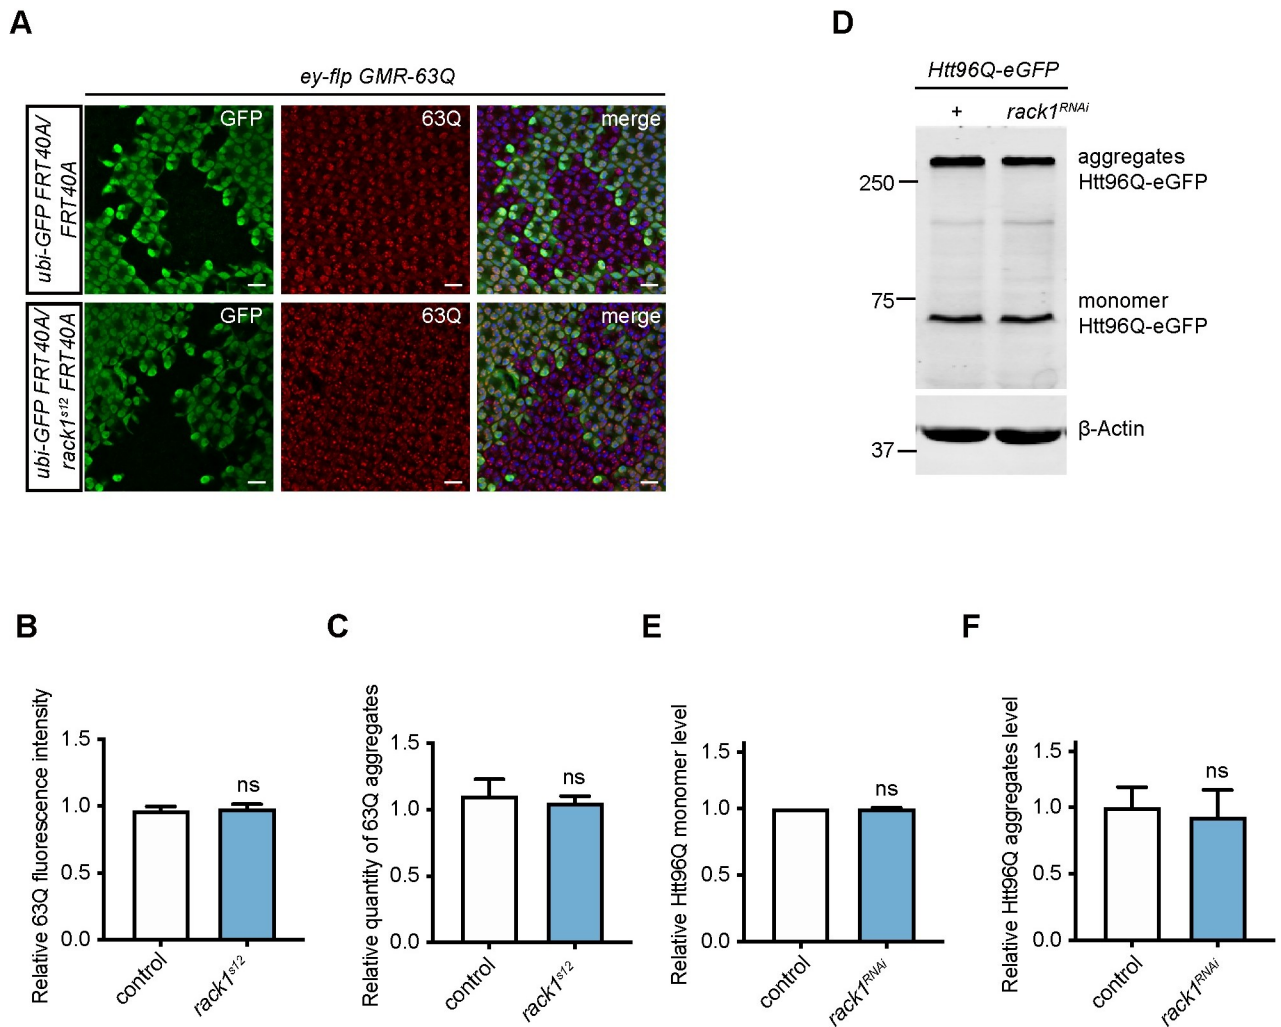 A
ey-flp GMR-63Q
ubi-GFP FRT40A/
FRT40A
GFP
63Q
merge
ubi-GFP FRT40A/
rack1s12 FRT40A
GFP
63Q
merge
D
Htt96Q-eGFP
+
rack1RNAi
250
aggregates
Htt96Q-eGFP
75
monomer
Htt96Q-eGFP
β-Actin
37
B
Relative 63Q fluorescence intensity
1.5
1.0
0.5
0.0
ns
control
rack1s12
C
Relative quantity of 63Q aggregates
1.5
1.0
0.5
0.0
ns
control
rack1s12
E
Relative Htt96Q monomer level
1.5
1.0
0.5
0.0
ns
control
rack1RNAi
F
Relative Htt96Q aggregates level
1.5
1.0
0.5
0.0
ns
control
rack1RNAi